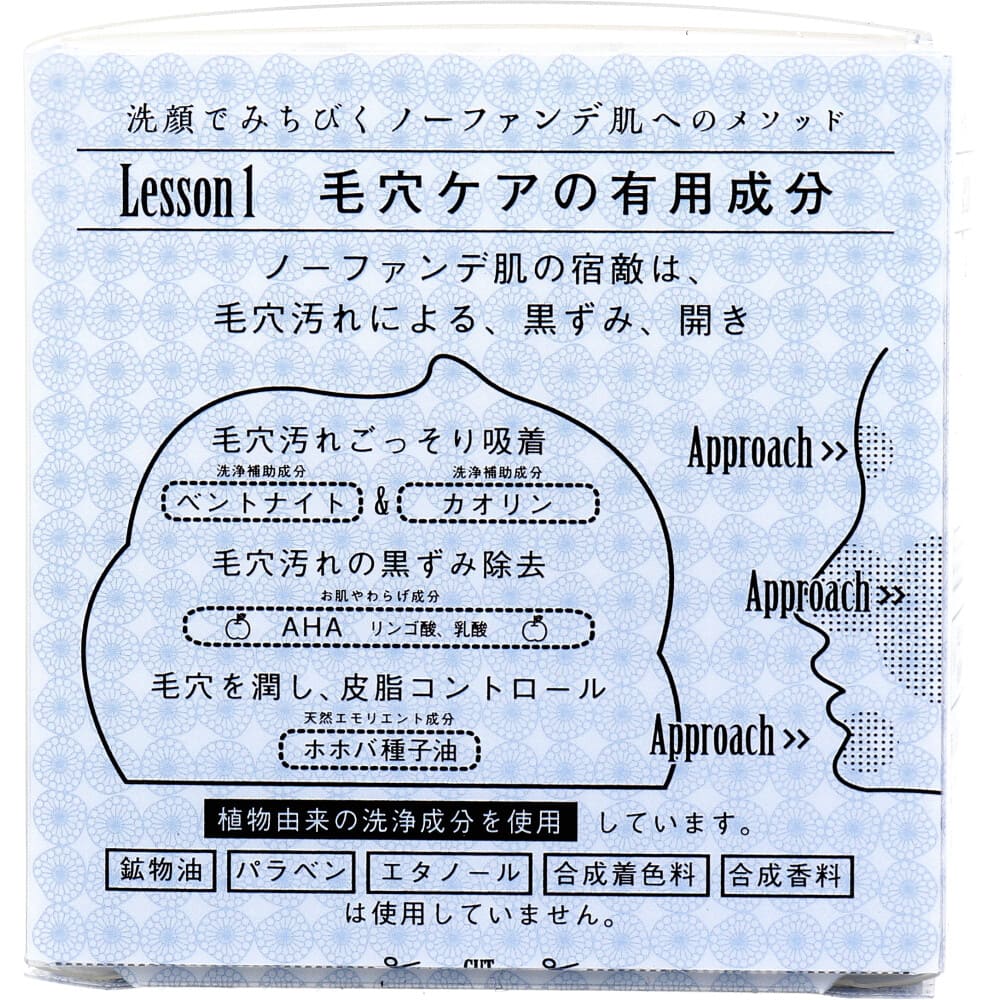 洗顔でみちびくノーファンデ肌へのメソッド
Lesson 1 毛穴ケアの有用成分
ノーファンデ肌の宿敵は、
毛穴汚れによる、黒ずみ、開き
毛穴汚れごっそり吸着
洗浄補助成分 洗浄補助成分
ベントナイト & カオリン
毛穴汚れの黒ずみ除去
お肌やわらげ成分
AHA リンゴ酸、乳酸
毛穴を潤し、皮脂コントロール
天然エモリエント成分
ホホバ種子油
Approach >>
Approach >>
Approach >>
植物由来の洗浄成分を使用 しています。
鉱物油 パラベン エタノール 合成着色料 合成香料
は使用していません。
CUT